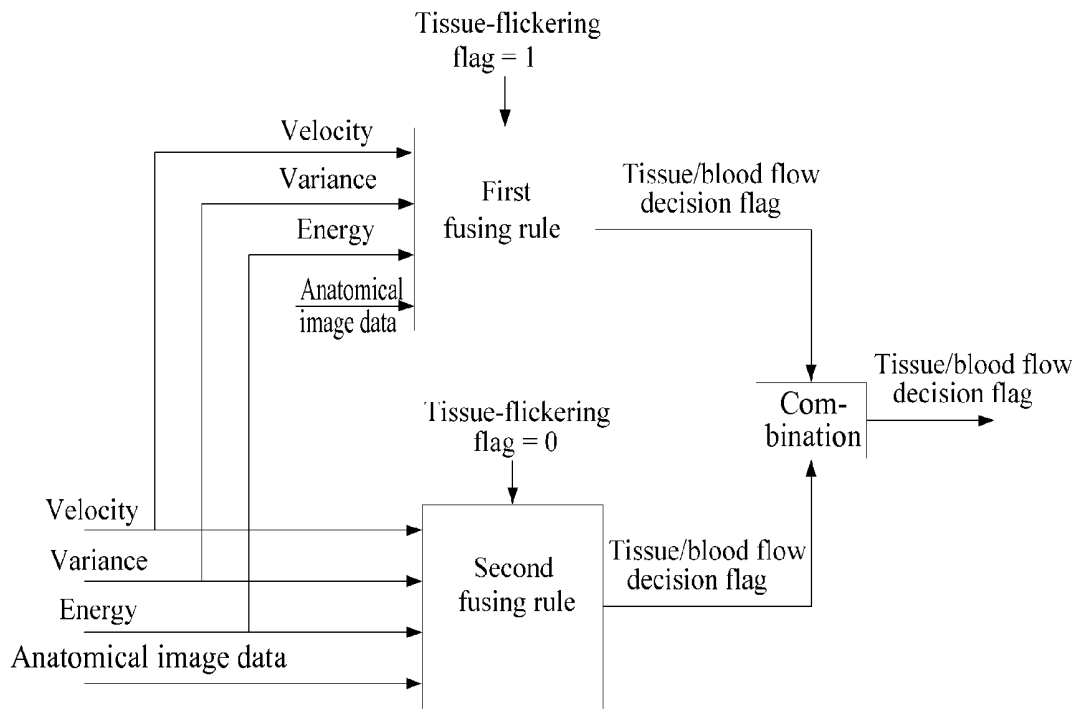 Tissue-flickering
flag = 1
Velocity
Variance
Energy
Anatomical
image data
First
fusing rule
Tissue/blood flow
decision flag
Tissue/blood flow
decision flag
Com-
bination
Tissue-flickering
flag = 0
Velocity
Variance
Energy
Anatomical image data
Second
fusing rule
Tissue/blood flow
decision flag